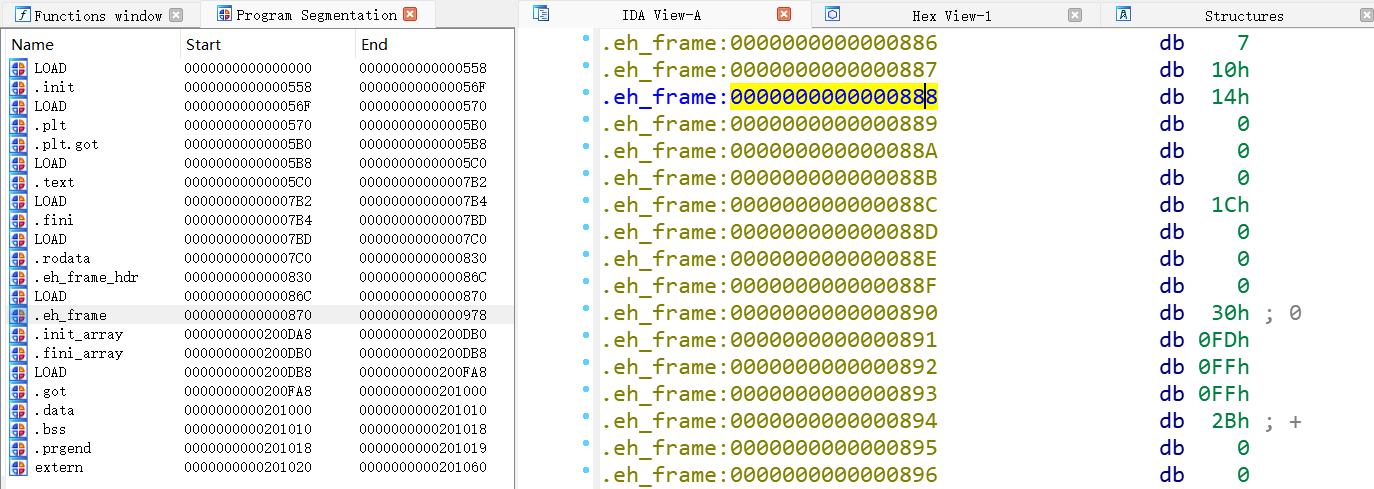 Functions window
Program Segmentation
IDA View-A
Hex View-1
Structures
Name Start End
LOAD 0000000000000000 0000000000000558
.init 0000000000000558 000000000000056F
LOAD 000000000000056F 0000000000000570
.plt 0000000000000570 00000000000005B0
.plt.got 00000000000005B0 00000000000005B8
LOAD 00000000000005B8 00000000000005C0
.text 00000000000005C0 00000000000007B2
LOAD 00000000000007B2 00000000000007B4
.fini 00000000000007B4 00000000000007BD
LOAD 00000000000007BD 00000000000007C0
.rodata 00000000000007C0 0000000000000830
.eh_frame_hdr 0000000000000830 000000000000086C
LOAD 000000000000086C 0000000000000870
.eh_frame 0000000000000870 0000000000000978
.init_array 0000000000200DA8 0000000000200DB0
.fini_array 0000000000200DB0 0000000000200DB8
LOAD 0000000000200DB8 0000000000200FA8
.got 0000000000200FA8 0000000000201000
.data 0000000000201000 0000000000201010
.bss 0000000000201010 0000000000201018
.prgend 0000000000201018 0000000000201019
extern 0000000000201020 0000000000201060
.eh_frame:0000000000000886 db 7
.eh_frame:0000000000000887 db 10h
.eh_frame:0000000000000888 db 14h
.eh_frame:0000000000000889 db 0
.eh_frame:000000000000088A db 0
.eh_frame:000000000000088B db 0
.eh_frame:000000000000088C db 1Ch
.eh_frame:000000000000088D db 0
.eh_frame:000000000000088E db 0
.eh_frame:000000000000088F db 0
.eh_frame:0000000000000890 db 30h ; 0
.eh_frame:0000000000000891 db 0FDh
.eh_frame:0000000000000892 db 0FFh
.eh_frame:0000000000000893 db 0FFh
.eh_frame:0000000000000894 db 2Bh ; +
.eh_frame:0000000000000895 db 0
.eh_frame:0000000000000896 db 0